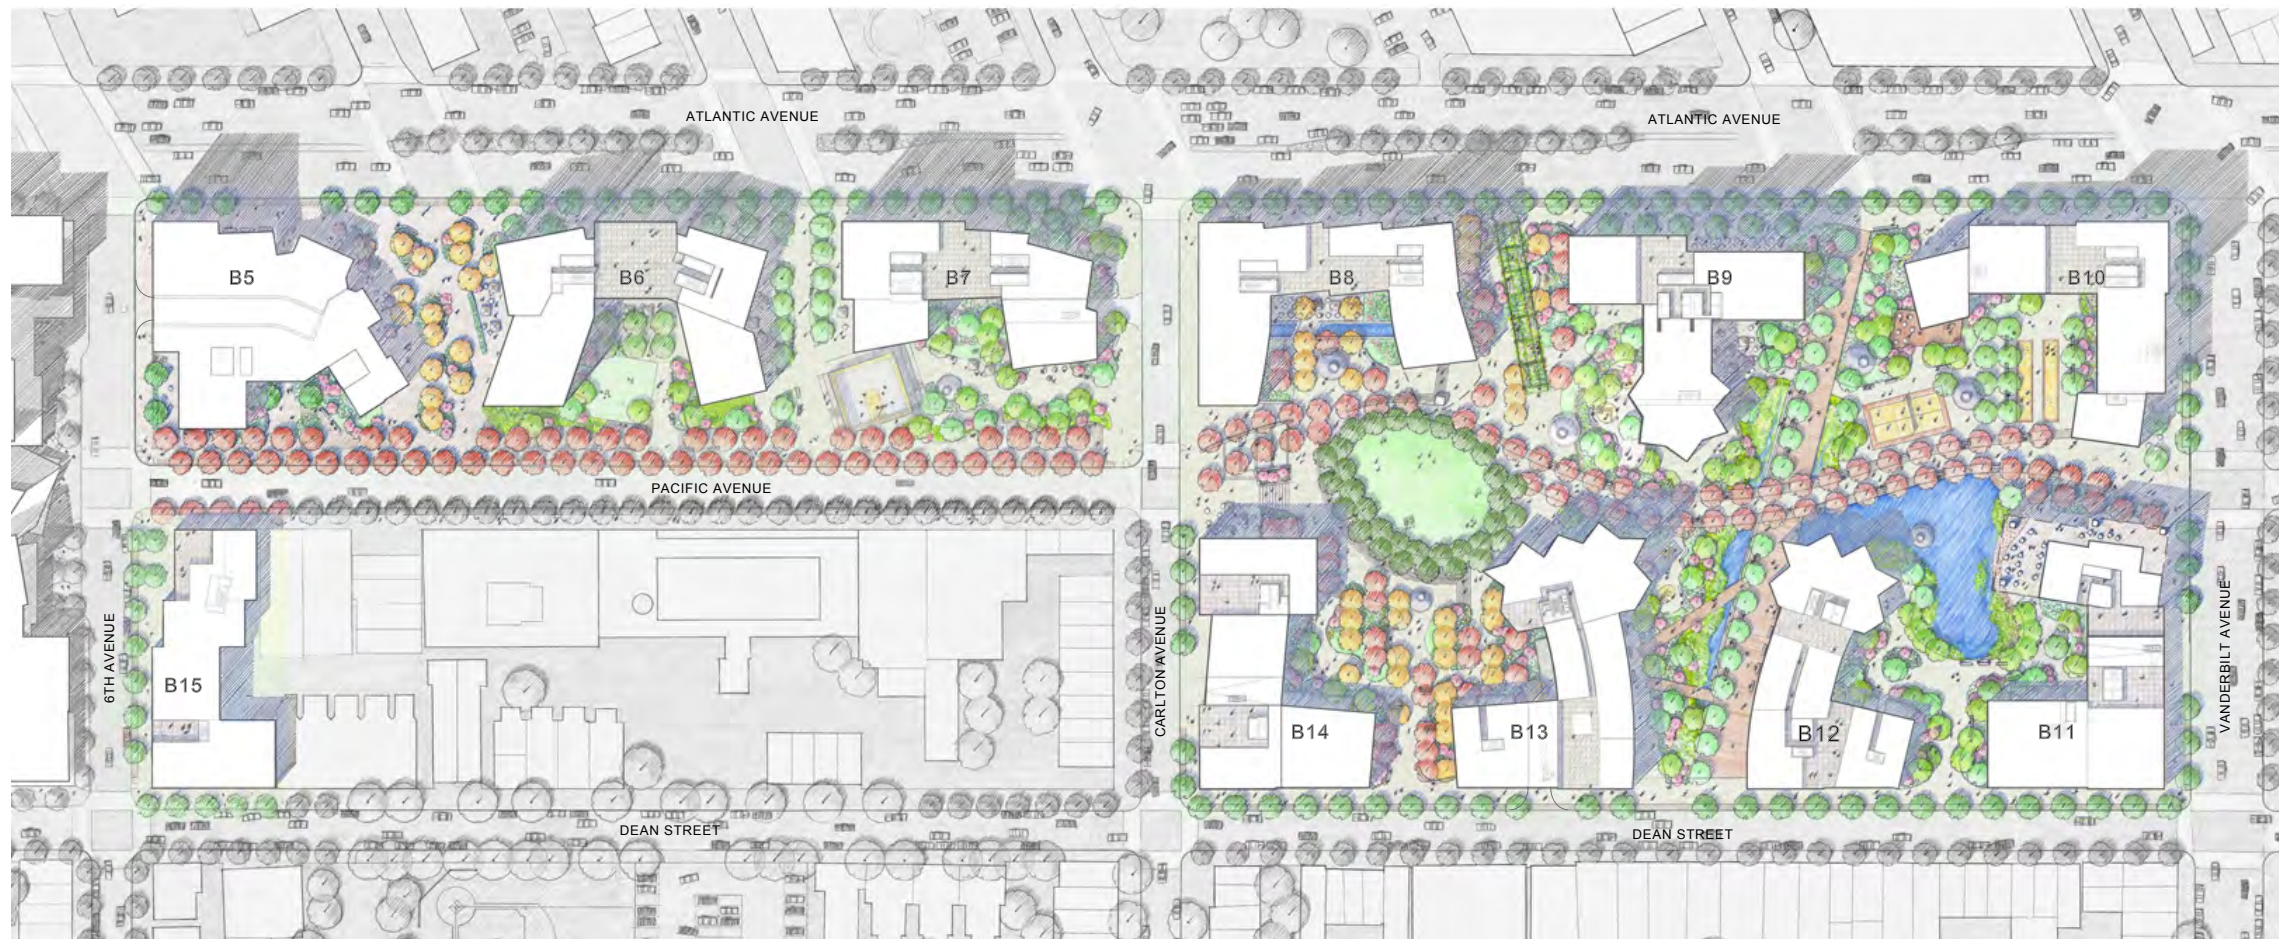 ATLANTIC AVENUE
ATLANTIC AVENUE
B5
B6
B7
B8
B9
B10
PACIFIC AVENUE
6TH AVENUE
CARLTON AVENUE
VANDERBILT AVENUE
B15
B14
B13
B12
B11
DEAN STREET
DEAN STREET